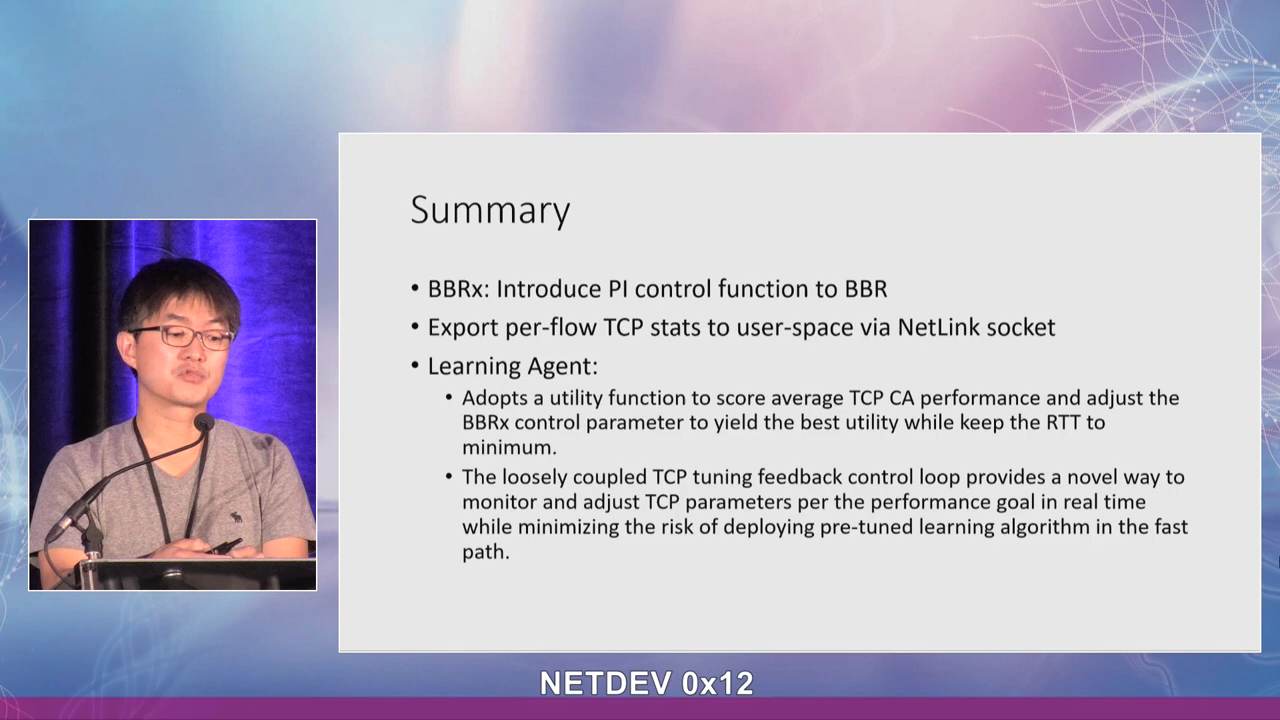 Summary
• BBRx: Introduce PI control function to BBR
• Export per-flow TCP stats to user-space via NetLink socket
• Learning Agent:
• Adopts a utility function to score average TCP CA performance and adjust the
BBRx control parameter to yield the best utility while keep the RTT to
minimum.
• The loosely coupled TCP tuning feedback control loop provides a novel way to
monitor and adjust TCP parameters per the performance goal in real time
while minimizing the risk of deploying pre-tuned learning algorithm in the fast
path.
NETDEV 0x12